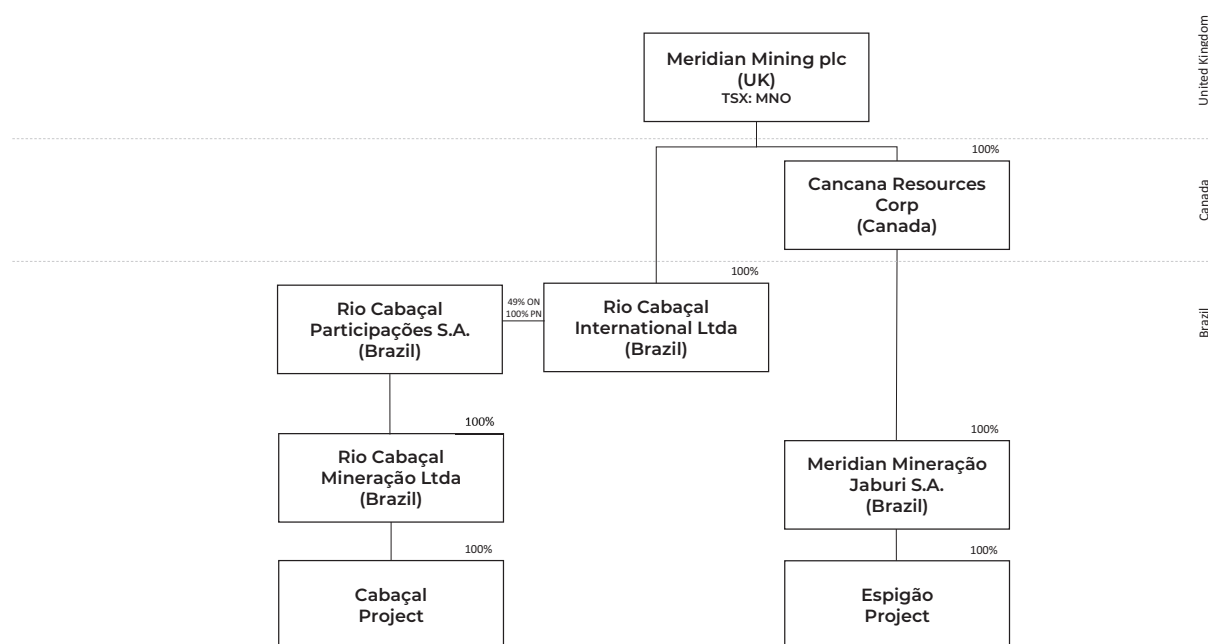 Meridian Mining plc
(UK)
TSX: MNO
United Kingdom
100%
Cancana Resources
Corp
(Canada)
Canada
100%
Rio Cabaçal
Participações S.A.
(Brazil)
49% ON
100% PN
Rio Cabaçal
International Ltda
(Brazil)
Brazil
100%
Rio Cabaçal
Mineração Ltda
(Brazil)
100%
Meridian Mineração
Jaburi S.A.
(Brazil)
100%
Cabaçal
Project
100%
Espigão
Project